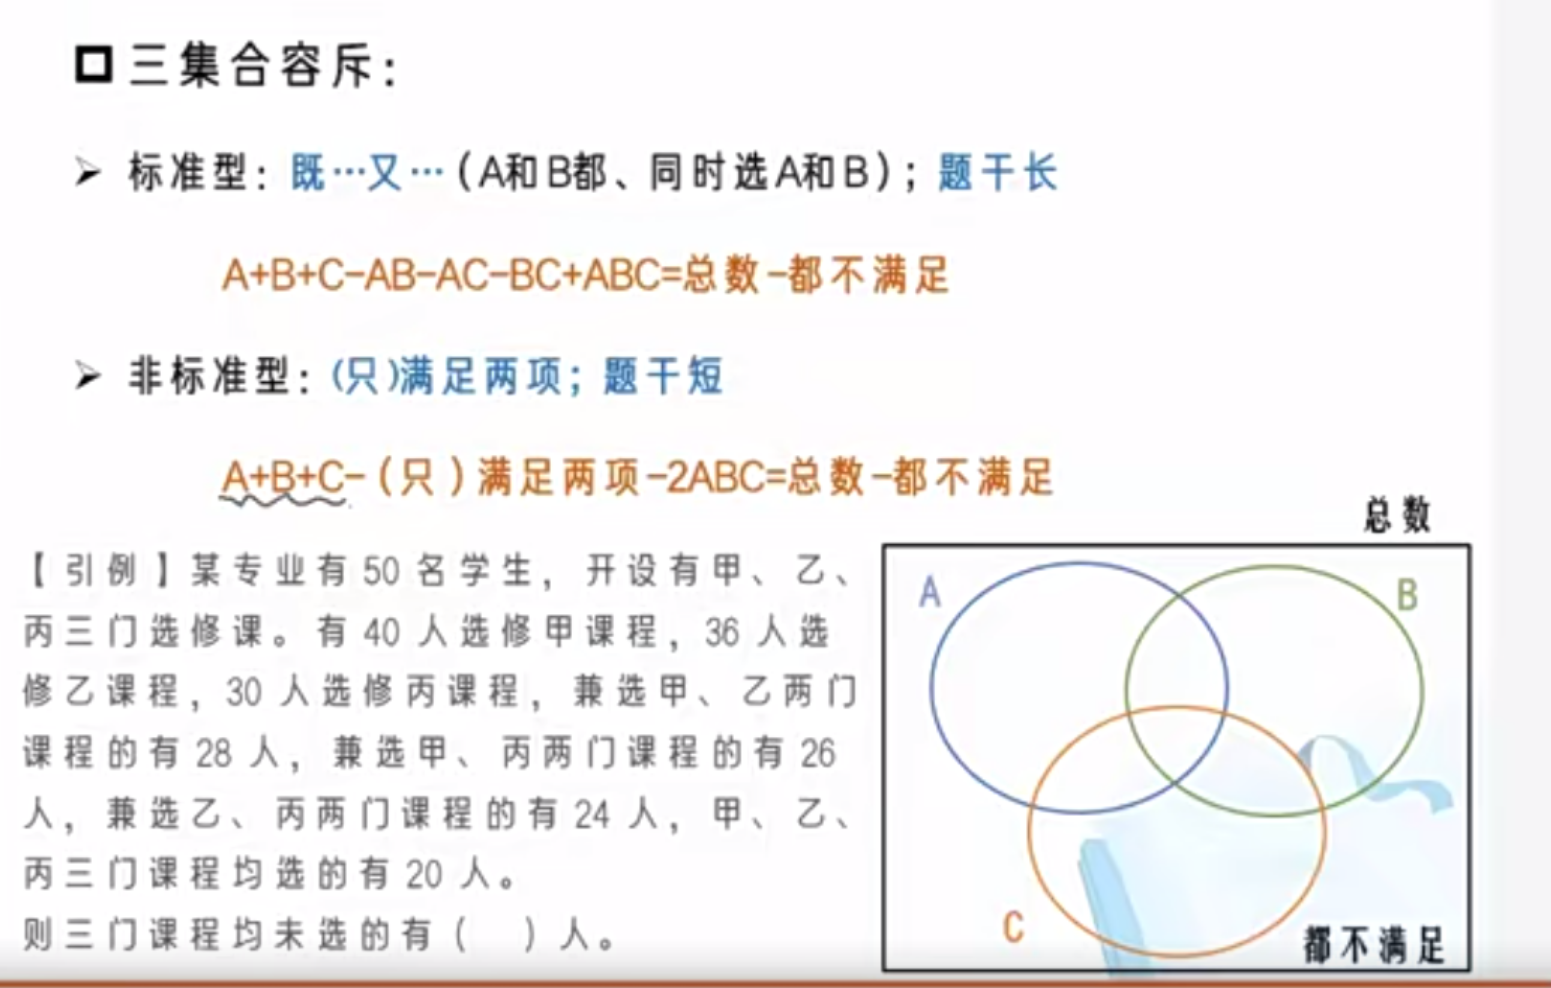 三集合容斥：
标准型：既…又…（A和B都、同时选A和B）；题干长
A+B+C-AB-AC-BC+ABC=总数-都不满足
非标准型：(只)满足两项；题干短
A+B+C-（只）满足两项-2ABC=总数-都不满足
总数
【引例】某专业有50名学生，开设有甲、乙、
丙三门选修课。有40人选修甲课程，36人选
修乙课程，30人选修丙课程，兼选甲、乙两门
课程的有28人，兼选甲、丙两门课程的有26
人，兼选乙、丙两门课程的有24人，甲、乙、
丙三门课程均选的有20人。
则三门课程均未选的有（ ）人。
A
B
C
都不满足